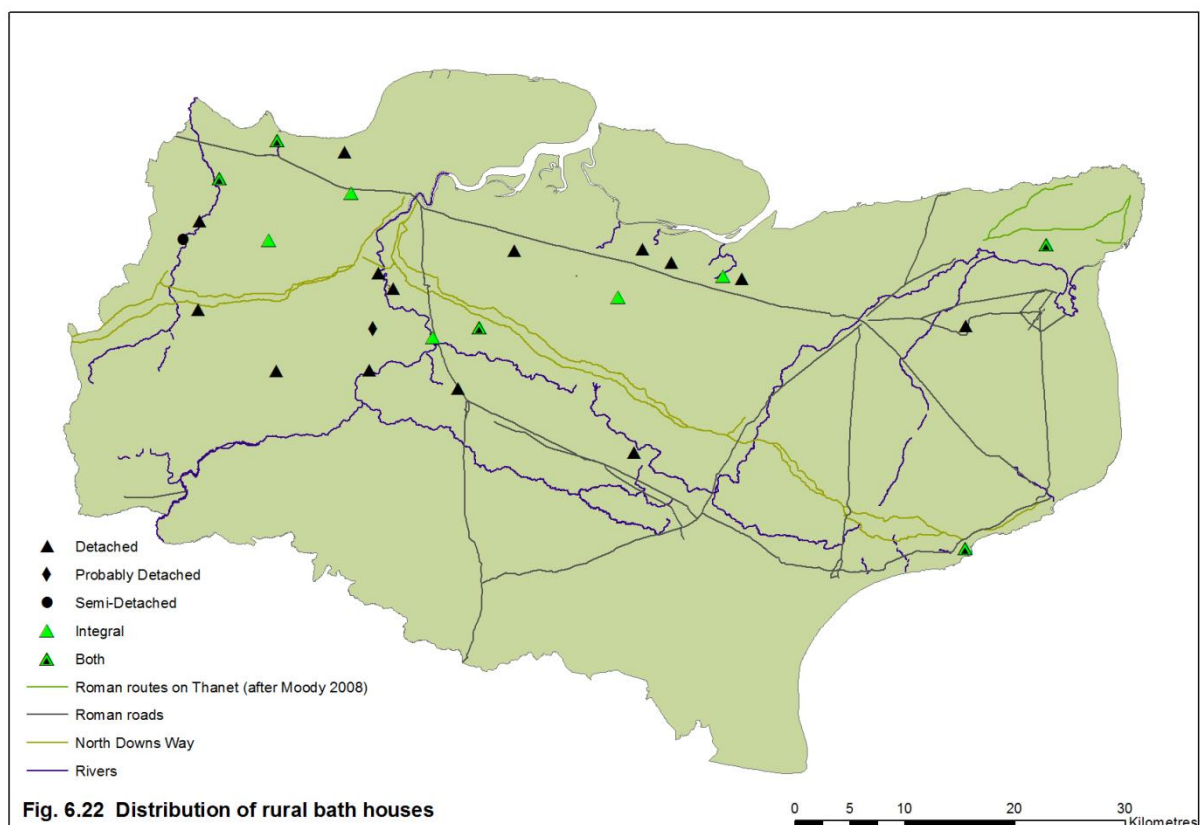 Detached
Probably Detached
Semi-Detached
Integral
Both
Roman routes on Thanet (after Moody 2008)
Roman roads
North Downs Way
Rivers
Fig. 6.22 Distribution of rural bath houses
0 5 10 20 30
Kilometres